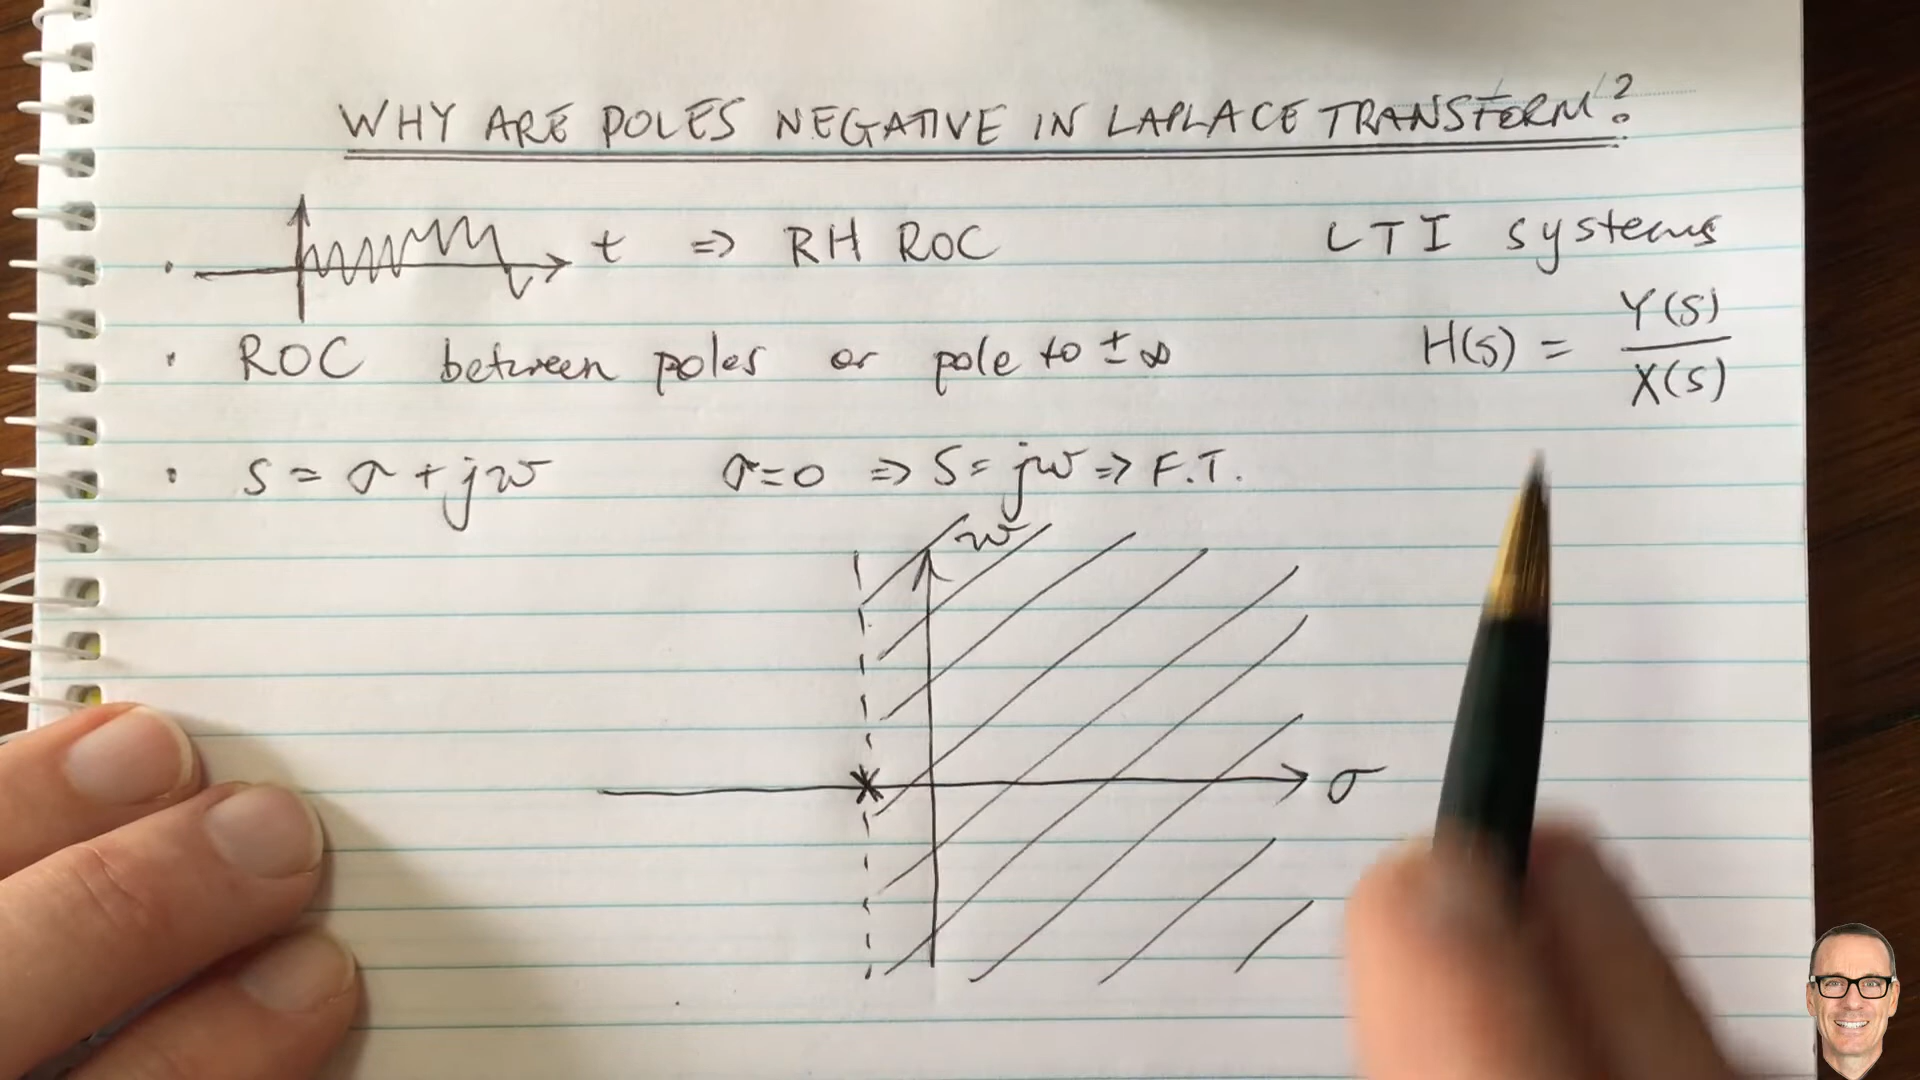 WHY ARE POLES NEGATIVE IN LAPLACE TRANSFORM?
t ⇒ RH ROC
LTI systems
• ROC between poles or pole to ± ∞
H(s) = Y(s) / X(s)
• s = σ + jω σ=0 ⇒ s=jω ⇒ F.T.
ω
σ